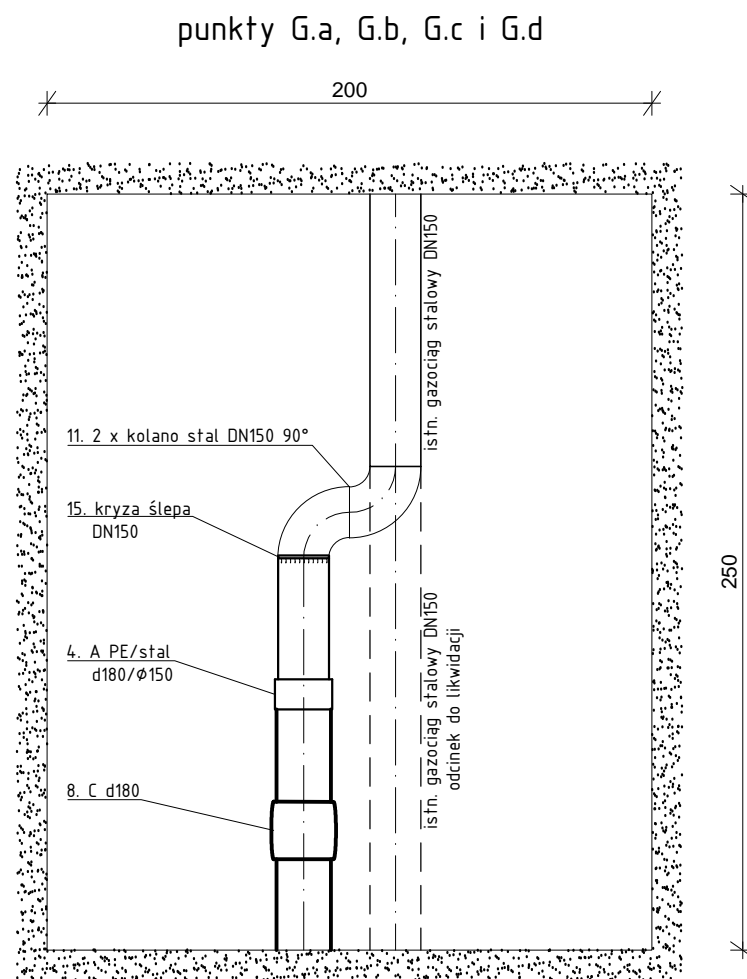 punkty G.a, G.b, G.c i G.d
200
istn. gazociąg stalowy DN150
11. 2 x kolano stal DN150 90°
15. kryza ślepa
DN150
250
4. A PE/stal
d180/Ø150
istn. gazociąg stalowy DN150
odcinek do likwidacji
8. C d180